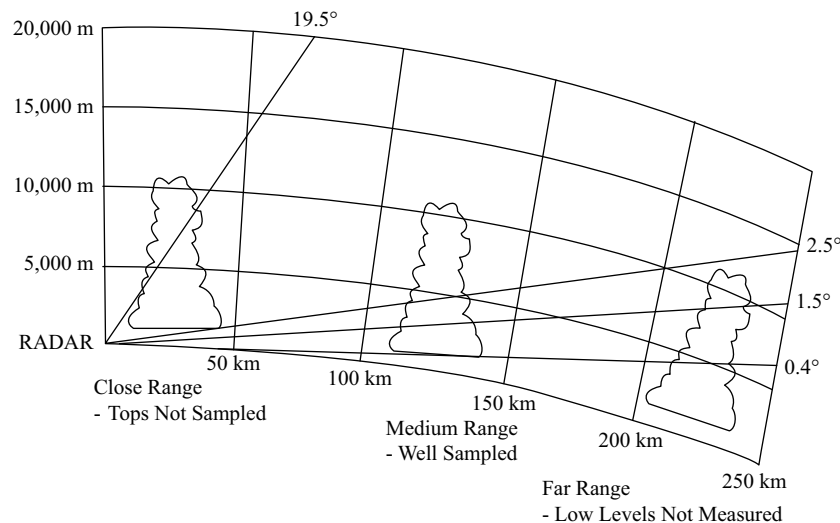 20,000 m
19.5°
15,000 m
10,000 m
5,000 m
RADAR
2.5°
1.5°
0.4°
50 km
100 km
150 km
200 km
250 km
Close Range
- Tops Not Sampled
Medium Range
- Well Sampled
Far Range
- Low Levels Not Measured